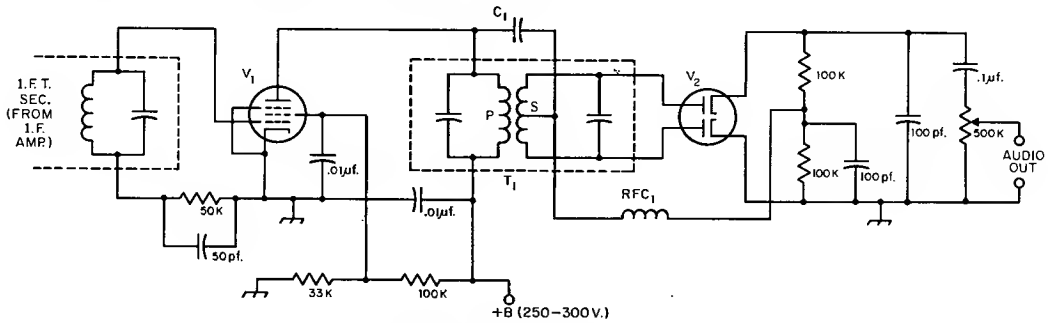 I.F.T.
SEC.
(FROM
I.F.
AMP.)
V1
C1
P
S
T1
V2
RFC1
50K
50pf.
.01µf.
.01µf.
33K
100K
+B (250-300V.)
100K
100K
100pf.
100pf.
.1µf.
500K
AUDIO
OUT